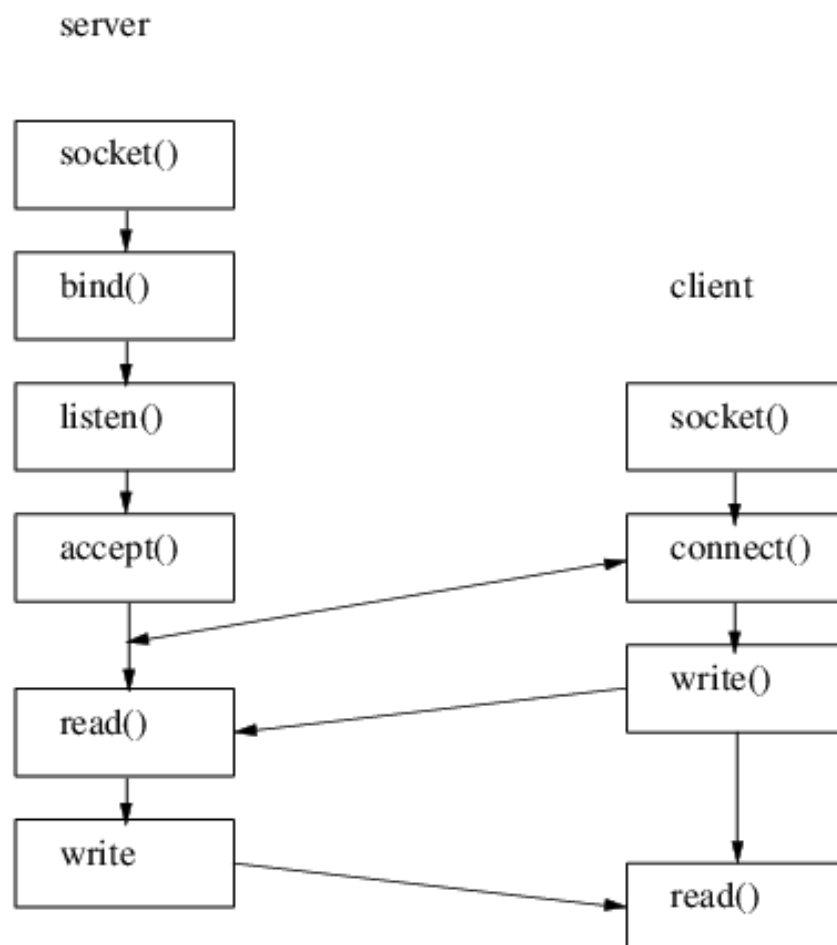 server
socket()
bind()
listen()
accept()
read()
write
client
socket()
connect()
write()
read()